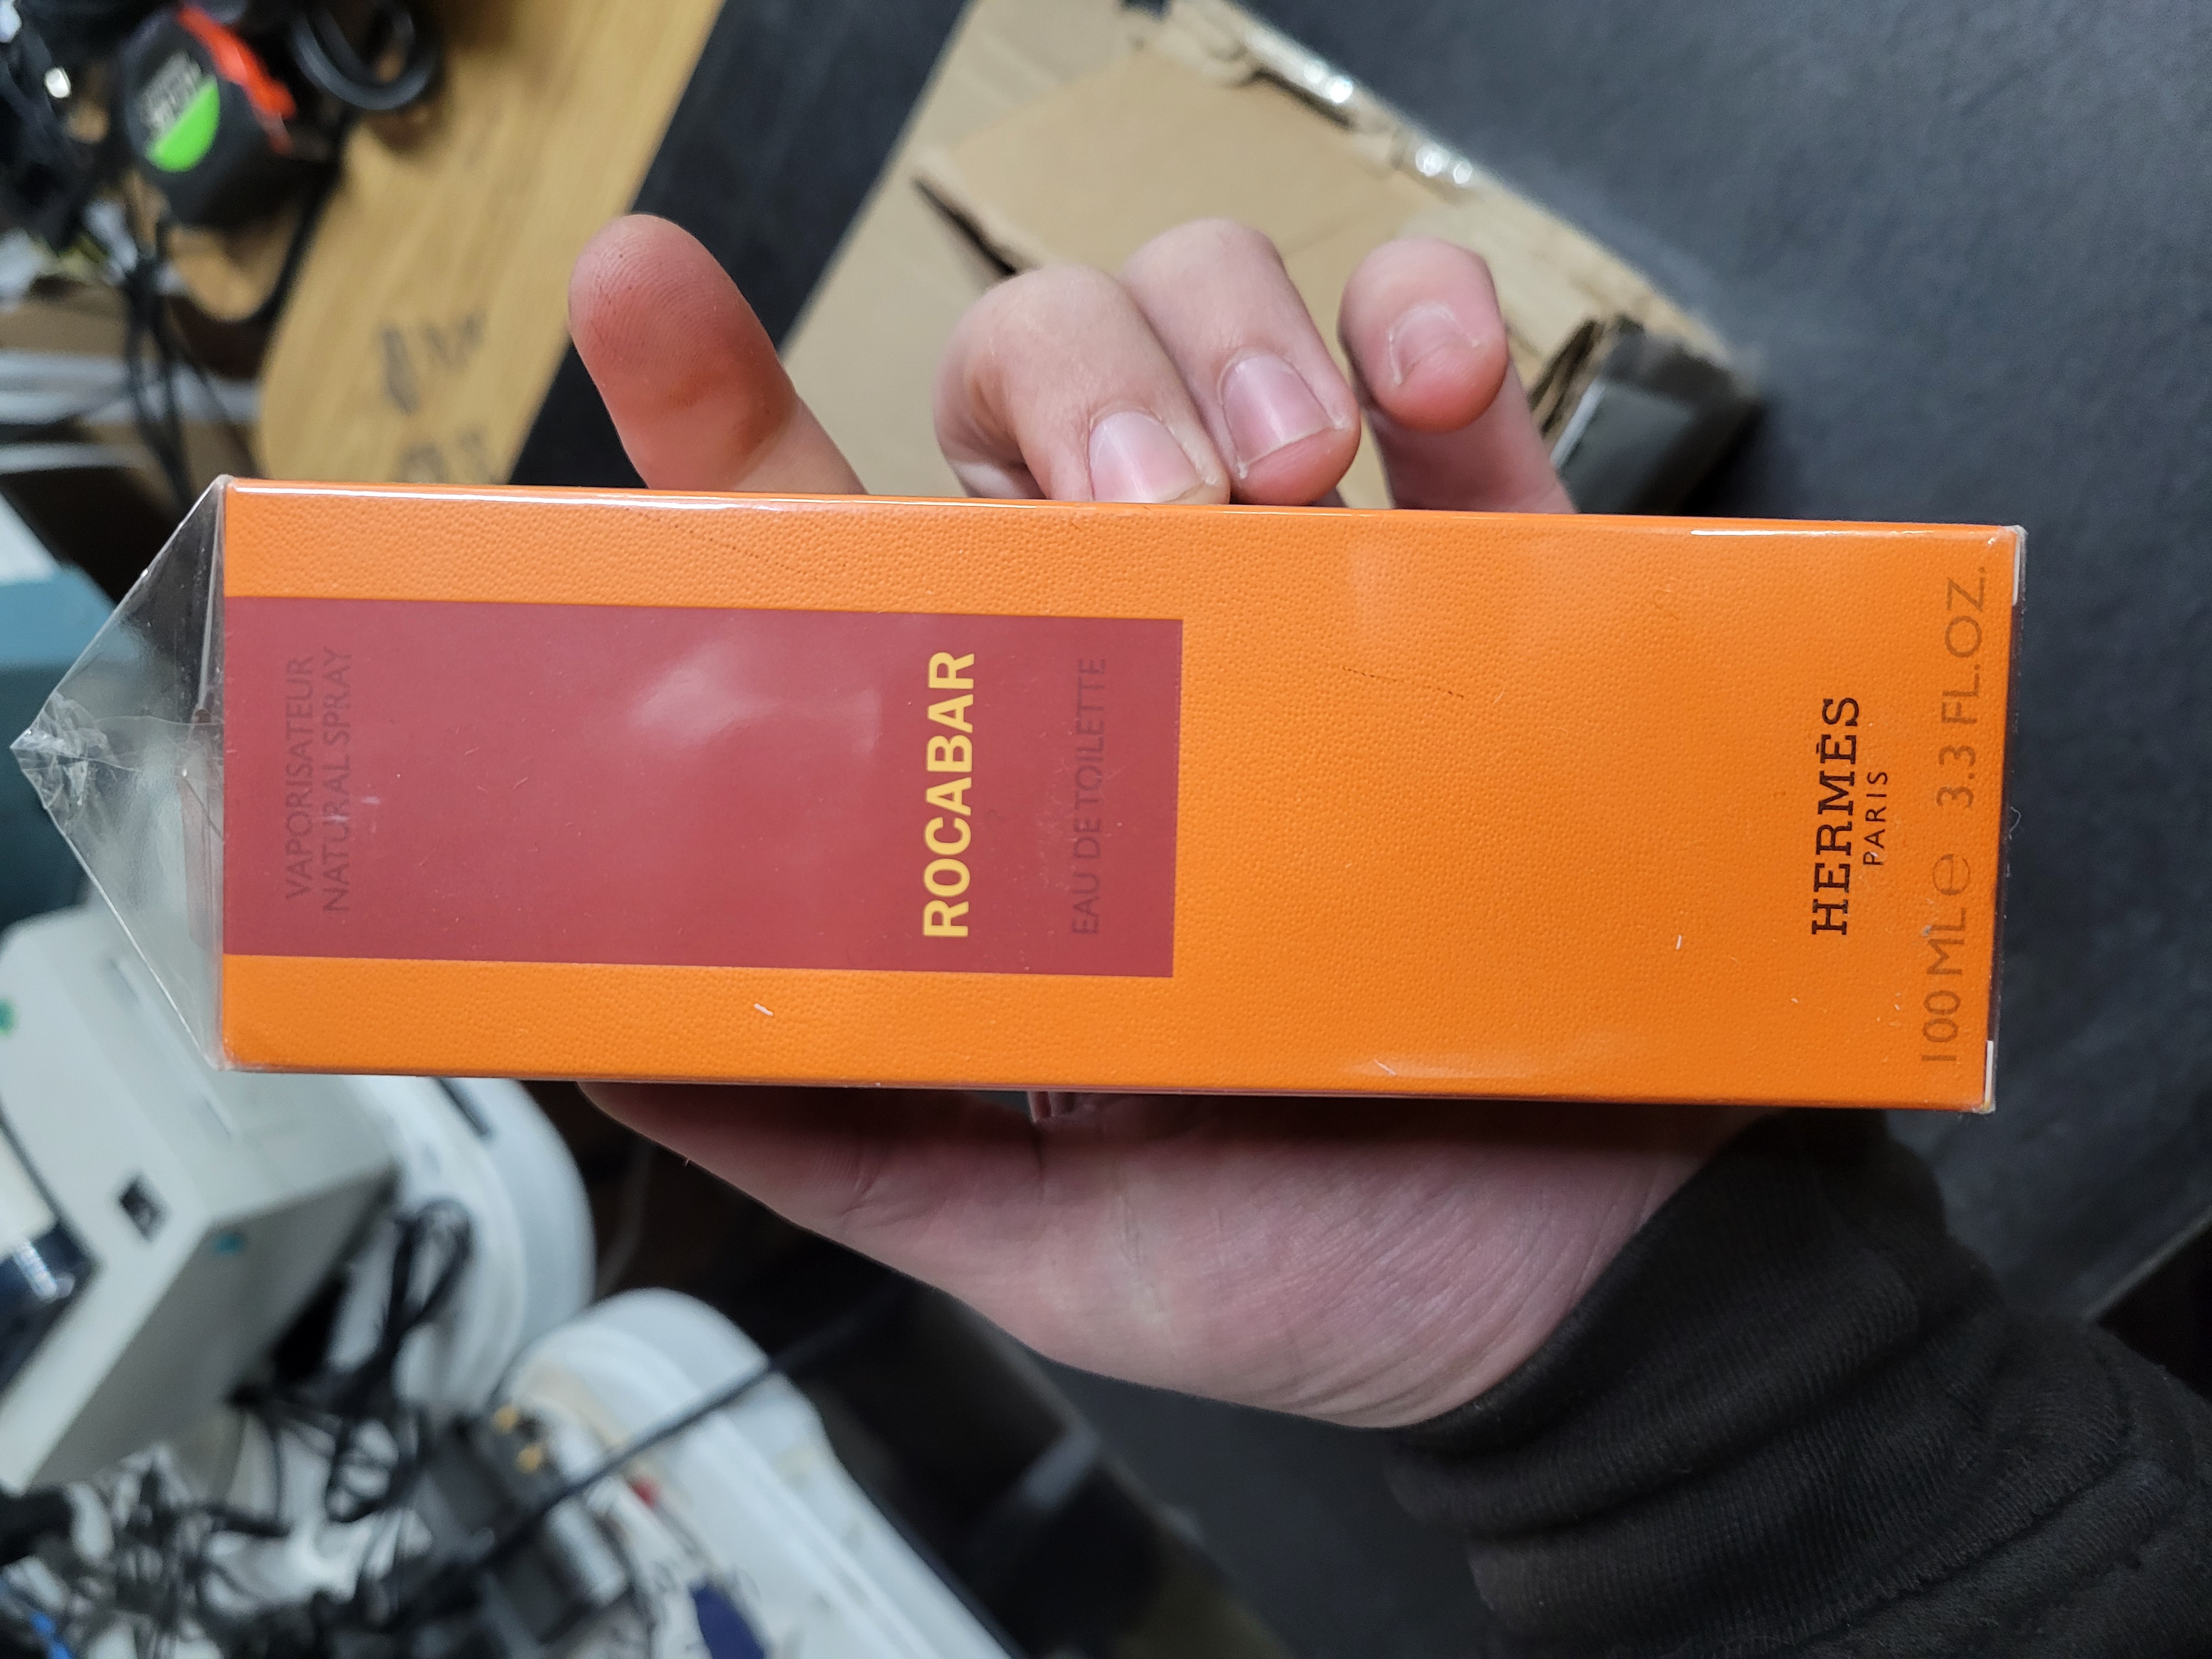 VAPORISATEUR
NATURAL SPRAY
ROCABAR
EAU DE TOILETTE
HERMÈS
PARIS
100 ML e 3.3 FL.OZ.